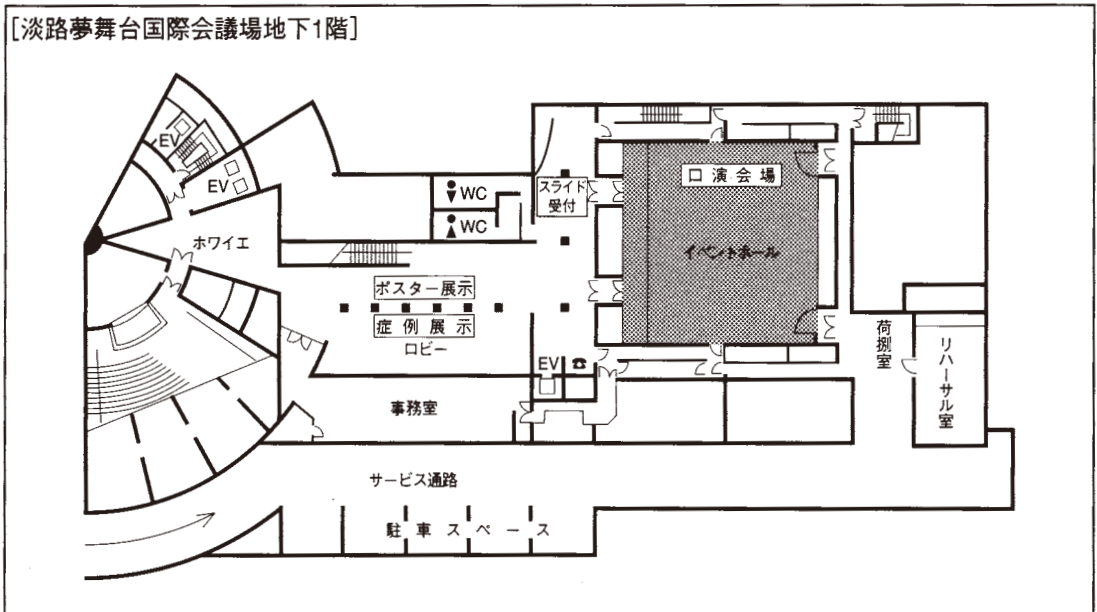 [淡路夢舞台国際会議場地下1階]
EV
EV
WC
WC
スライド
受付
口演会場
ホワイエ
イベントホール
ポスター展示
症例展示
ロビー
EV
☎
荷捌室
リハーサル室
事務室
サービス通路
駐車スペース